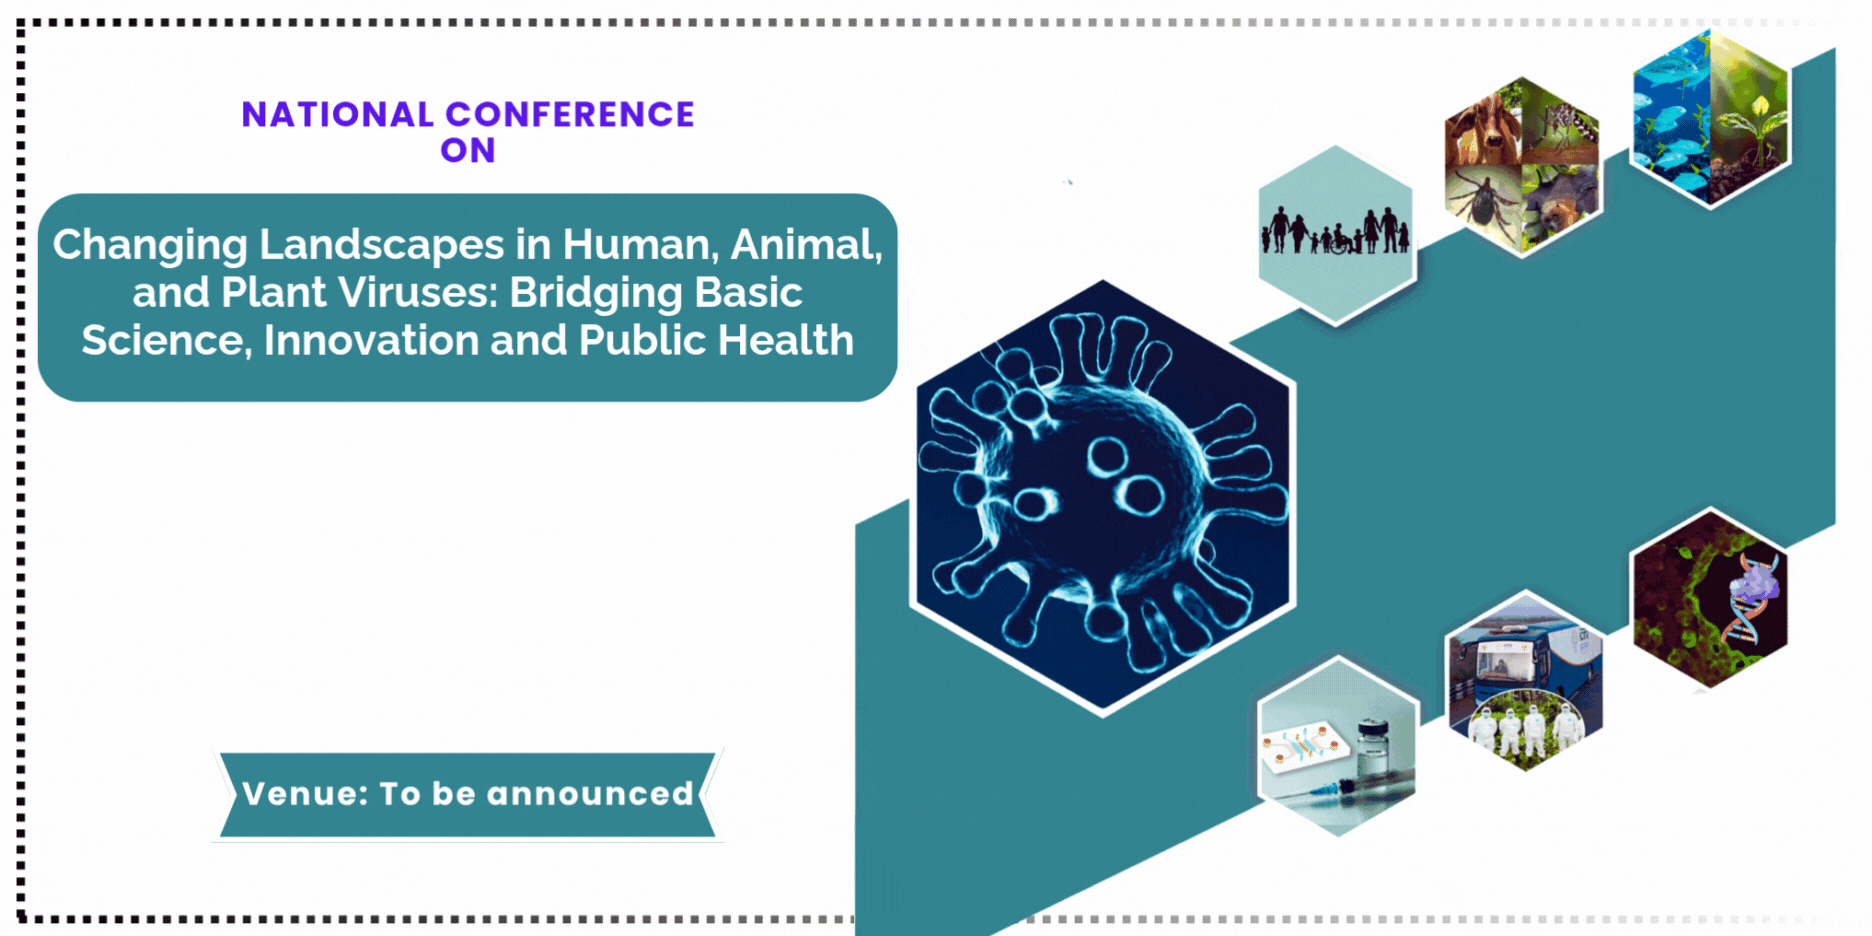 NATIONAL CONFERENCE
ON
Changing Landscapes in Human, Animal,
and Plant Viruses: Bridging Basic
Science, Innovation and Public Health
Venue: To be announced